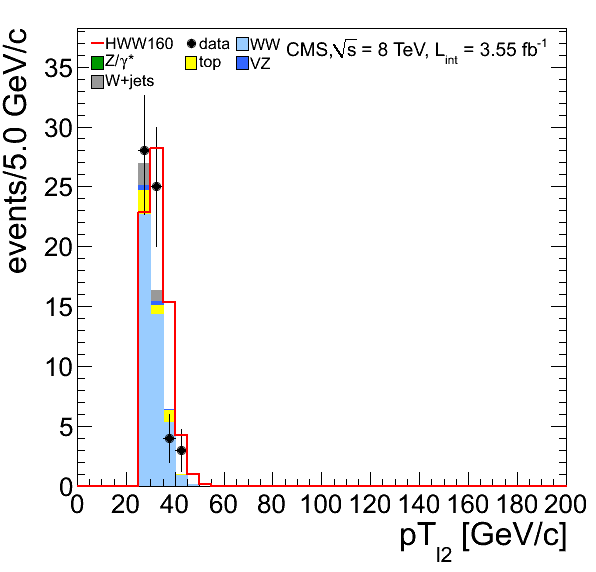 HWW160 data WW CMS,√s = 8 TeV, L_int = 3.55 fb⁻¹
Z/γ* top VZ
W+jets
events/5.0 GeV/c
35
30
25
20
15
10
5
0
0 20 40 60 80 100 120 140 160 180 200
pT_l2 [GeV/c]